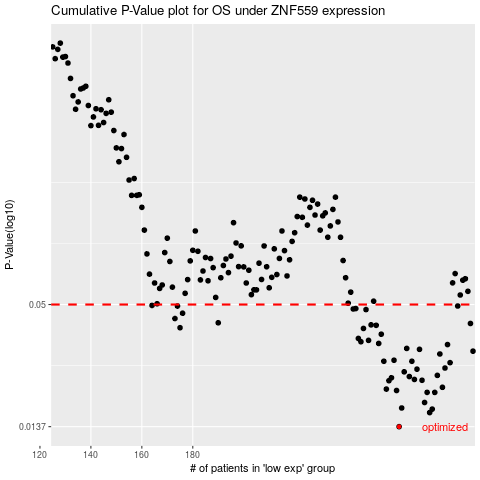 Cumulative P-Value plot for OS under ZNF559 expression
P-Value(log10)
0.05
0.0137
optimized
120 140 160 180
# of patients in 'low exp' group